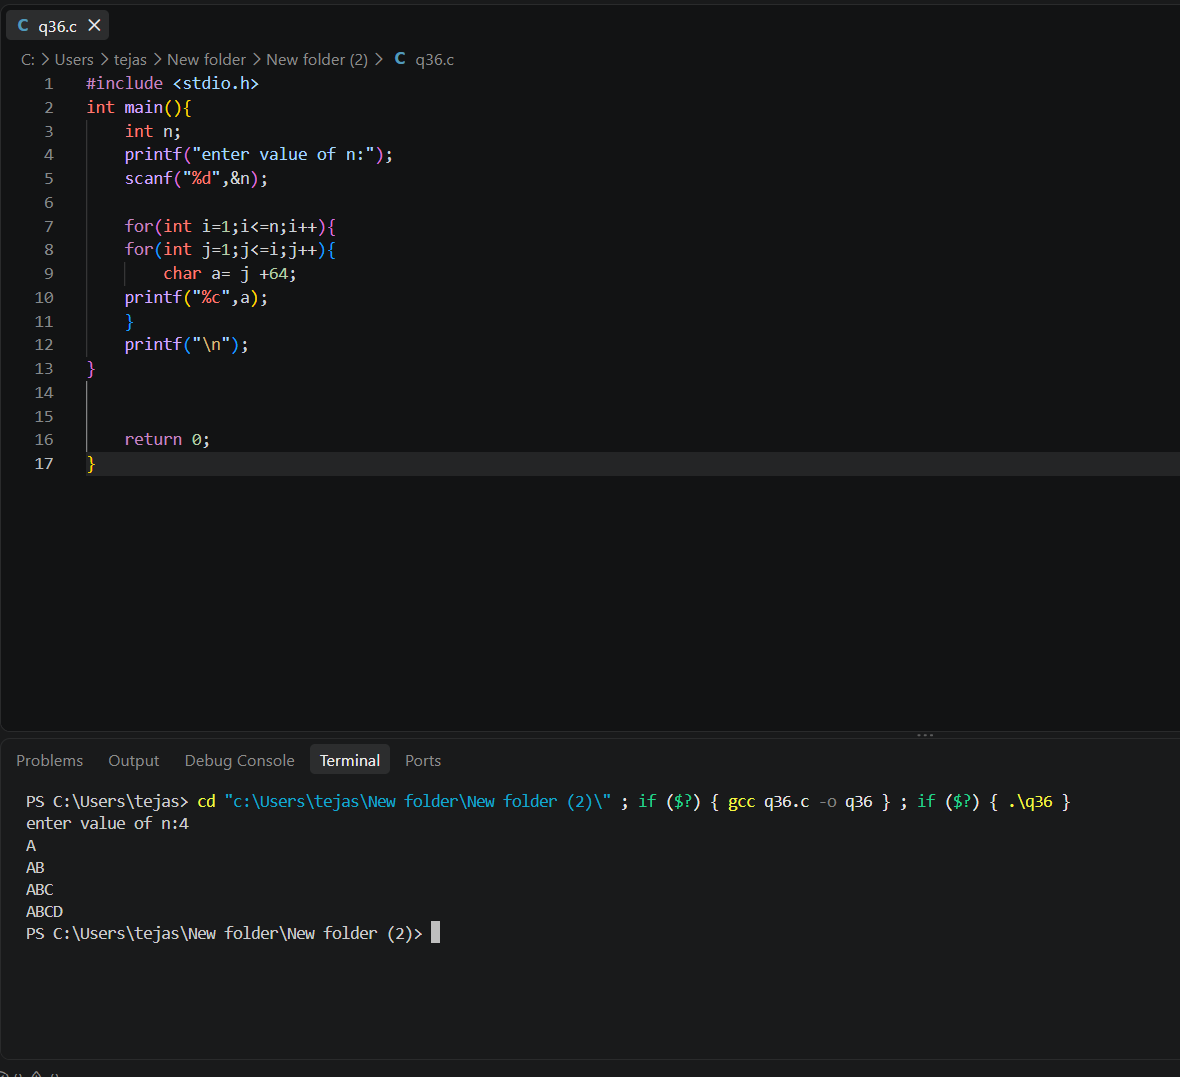 C q36.c ×
C: > Users > tejas > New folder > New folder (2) > C q36.c
1 #include <stdio.h>
2 int main(){
3     int n;
4     printf("enter value of n:");
5     scanf("%d",&n);
6
7     for(int i=1;i<=n;i++){
8     for(int j=1;j<=i;j++){
9         char a= j +64;
10     printf("%c",a);
11     }
12     printf("\n");
13 }
14
15
16     return 0;
17 }
Problems Output Debug Console Terminal Ports
PS C:\Users\tejas> cd "c:\Users\tejas\New folder\New folder (2)\" ; if ($?) { gcc q36.c -o q36 } ; if ($?) { .\q36 }
enter value of n:4
A
AB
ABC
ABCD
PS C:\Users\tejas\New folder\New folder (2)>